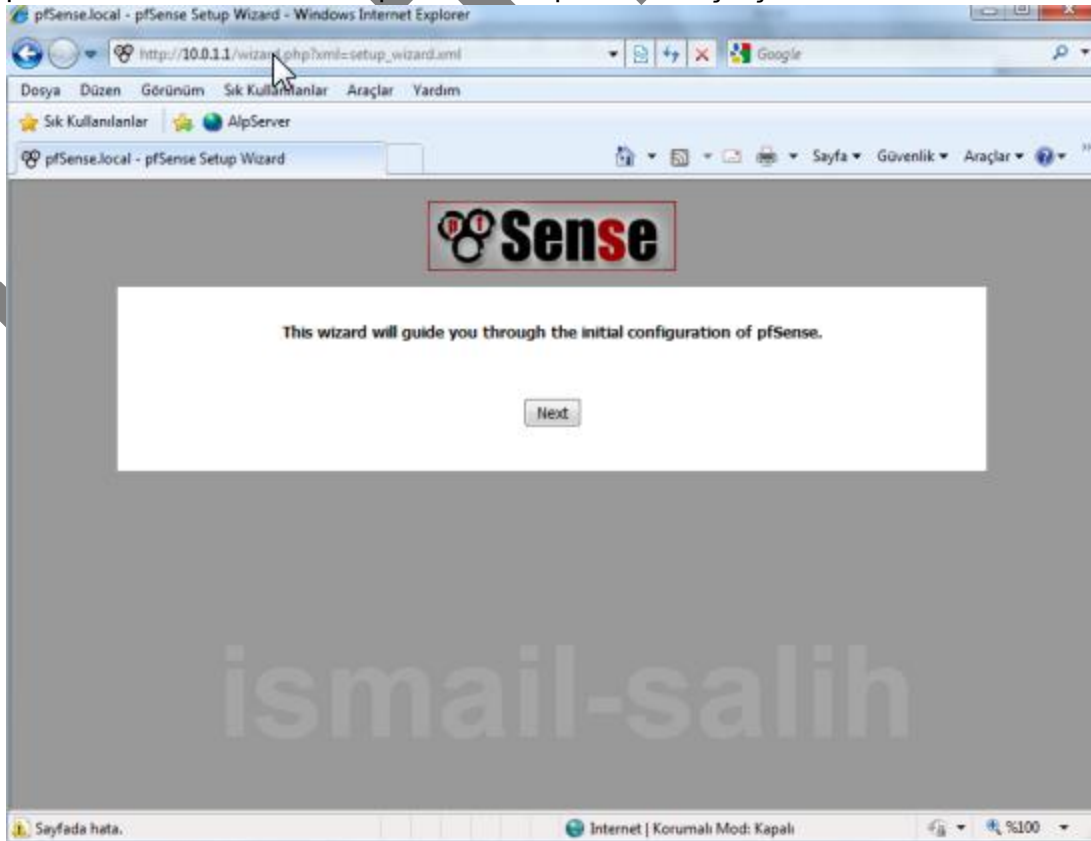 pfSense.local - pfSense Setup Wizard - Windows Internet Explorer
http://10.0.1.1/wizard.php?xml=setup_wizard.xml
Google
Dosya Düzen Görünüm Sık Kullanılanlar Araçlar Yardım
Sık Kullanılanlar AlpServer
pfSense.local - pfSense Setup Wizard
Sayfa Güvenlik Araçlar
pf Sense
This wizard will guide you through the initial configuration of pfSense.
Next
ismail-salih
Sayfada hata.
Internet | Korumalı Mod: Kapalı
%100